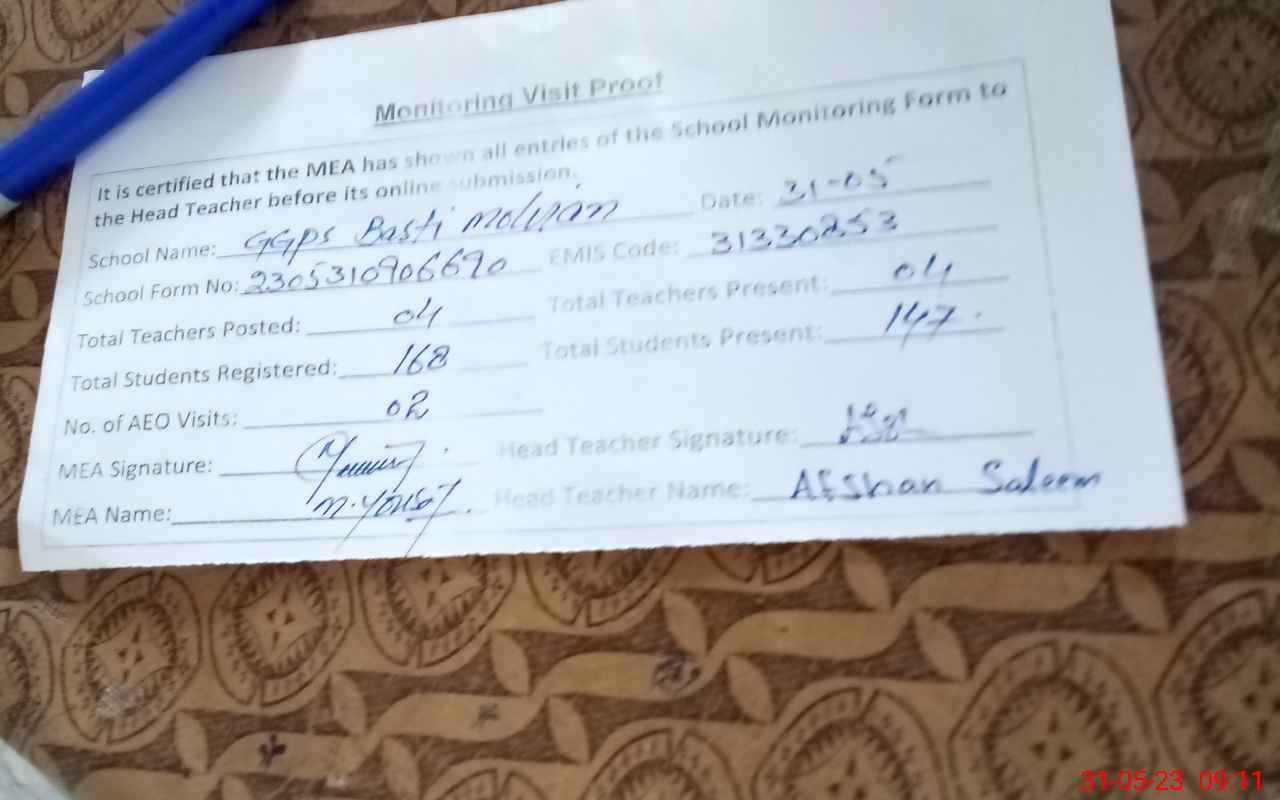 Monitoring Visit Proof
It is certified that the MEA has shown all entries of the School Monitoring Form to
the Head Teacher before its online submission.
School Name: GGPS Basti Date: 31-05
School Form No: 2305310906690 EMIS Code: 31330253
Total Teachers Posted: 04 Total Teachers Present: 04
Total Students Registered: 168 Total Students Present: 147
No. of AEO Visits: 02
MEA Signature: Head Teacher Signature:
MEA Name: M. Yousaf Head Teacher Name: Afshan Saleem
31-05-23 09:11